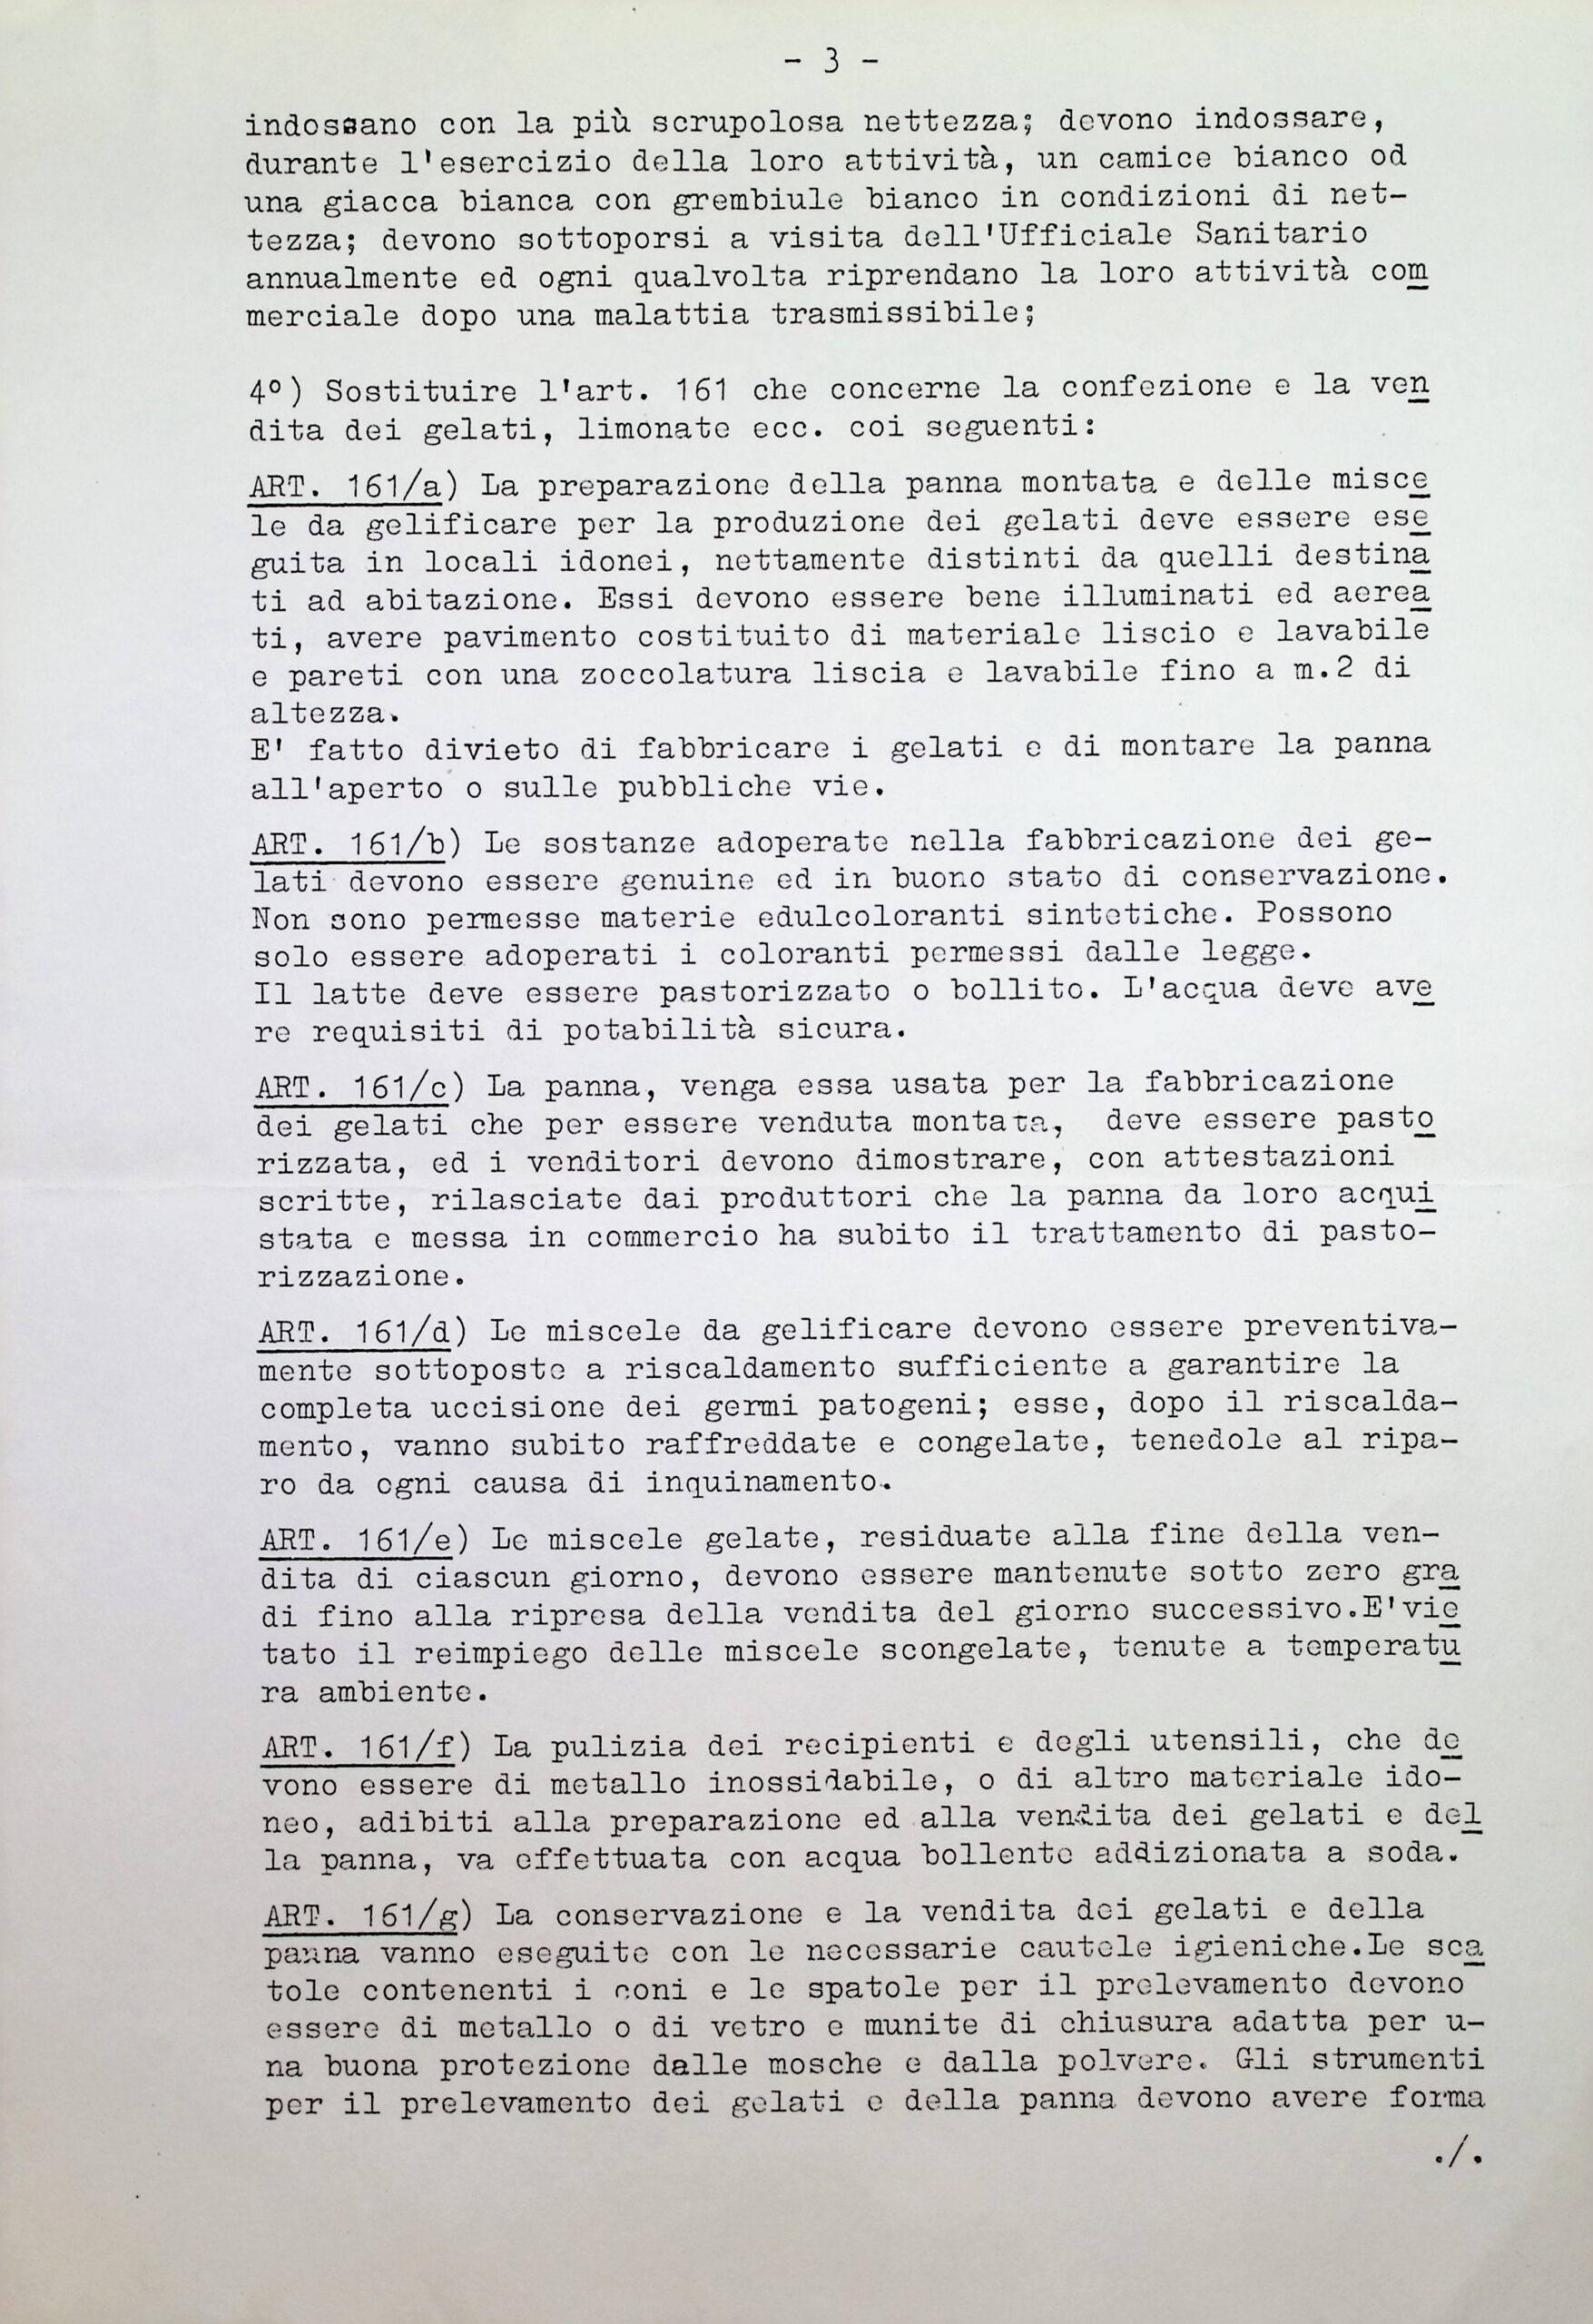 - 3 -
indossano con la più scrupolosa nettezza; devono indossare,
durante l'esercizio della loro attività, un camice bianco od
una giacca bianca con grembiule bianco in condizioni di net-
tezza; devono sottoporsi a visita dell'Ufficiale Sanitario
annualmente ed ogni qualvolta riprendano la loro attività com
merciale dopo una malattia trasmissibile;
4º) Sostituire l'art. 161 che concerne la confezione e la ven
dita dei gelati, limonate ecc. coi seguenti:
ART. 161/a) La preparazione della panna montata e delle misce
le da gelificare per la produzione dei gelati deve essere ese
guita in locali idonei, nettamente distinti da quelli destina
ti ad abitazione. Essi devono essere bene illuminati ed aerea
ti, avere pavimento costituito di materiale liscio e lavabile
e pareti con una zoccolatura liscia e lavabile fino a m.2 di
altezza.
E' fatto divieto di fabbricare i gelati e di montare la panna
all'aperto o sulle pubbliche vie.
ART. 161/b) Le sostanze adoperate nella fabbricazione dei ge-
lati devono essere genuine ed in buono stato di conservazione.
Non sono permesse materie edulcoloranti sintetiche. Possono
solo essere adoperati i coloranti permessi dalle legge.
Il latte deve essere pastorizzato o bollito. L'acqua deve ave
re requisiti di potabilità sicura.
ART. 161/c) La panna, venga essa usata per la fabbricazione
dei gelati che per essere venduta montata, deve essere pasto
rizzata, ed i venditori devono dimostrare, con attestazioni
scritte, rilasciate dai produttori che la panna da loro acqui
stata e messa in commercio ha subito il trattamento di pasto-
rizzazione.
ART. 161/d) Le miscele da gelificare devono essere preventiva-
mente sottoposte a riscaldamento sufficiente a garantire la
completa uccisione dei germi patogeni; esse, dopo il riscalda-
mento, vanno subito raffreddate e congelate, tenedole al ripa-
ro da ogni causa di inquinamento.
ART. 161/e) Le miscele gelate, residuate alla fine della ven-
dita di ciascun giorno, devono essere mantenute sotto zero gra
di fino alla ripresa della vendita del giorno successivo.E'vie
tato il reimpiego delle miscele scongelate, tenute a temperatu
ra ambiente.
ART. 161/f) La pulizia dei recipienti e degli utensili, che de
vono essere di metallo inossidabile, o di altro materiale ido-
neo, adibiti alla preparazione ed alla vendita dei gelati e del
la panna, va effettuata con acqua bollente addizionata a soda.
ART. 161/g) La conservazione e la vendita dei gelati e della
panna vanno eseguite con le necessarie cautele igieniche.Le sca
tole contenenti i coni e le spatole per il prelevamento devono
essere di metallo o di vetro e munite di chiusura adatta per u-
na buona protezione dalle mosche e dalla polvere. Gli strumenti
per il prelevamento dei gelati e della panna devono avere forma
./.